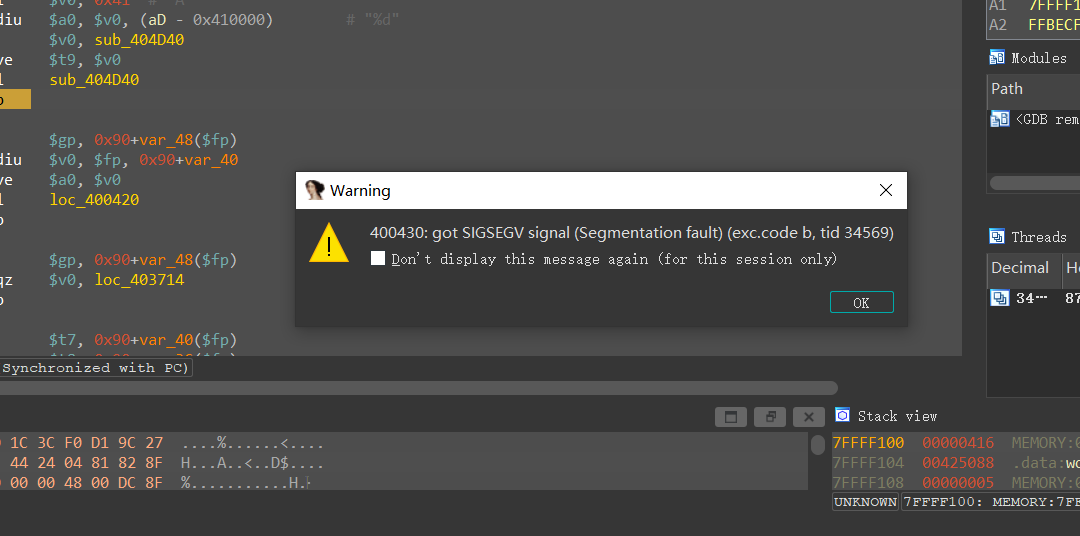 $v0, 0x41 # 'A'
diu $a0, $v0, (aD - 0x410000) # "%d"
$v0, sub_404D40
ve $t9, $v0
l sub_404D40
$gp, 0x90+var_48($fp)
diu $v0, $fp, 0x90+var_40
ve $a0, $v0
l loc_400420
$gp, 0x90+var_48($fp)
qz $v0, loc_403714
$t7, 0x90+var_40($fp)
Synchronized with PC)
Warning
400430: got SIGSEGV signal (Segmentation fault) (exc.code b, tid 34569)
Don't display this message again (for this session only)
OK
A1 7FFFF1
A2 FFBECF
Modules
Path
<GDB rem
Threads
Decimal He
34… 87
1C 3C F0 D1 9C 27 ....%......<....
44 24 04 81 82 8F H...A..<..D$....
00 00 48 00 DC 8F %...........H.
Stack view
7FFFF100 00000416 MEMORY:
7FFFF104 00425088 .data:wo
7FFFF108 00000005 MEMORY:
UNKNOWN 7FFFF100: MEMORY:7FF